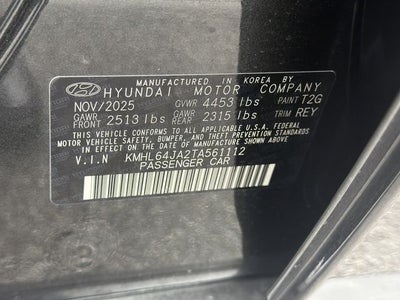 MANUFACTURED IN KOREA BY
HYUNDAI MOTOR COMPANY
NOV/2025 GVWR 4453 lbs PAINT T2G
GAWR FRONT 2513 lbs GAWR REAR 2315 lbs TRIM REY
THIS VEHICLE CONFORMS TO ALL APPLICABLE U.S.A. FEDERAL
MOTOR VEHICLE SAFETY, BUMPER, AND THEFT PREVENTION STANDARDS
IN EFFECT ON THE DATE OF MANUFACTURE SHOWN ABOVE.
V.I.N KMHL64JA2TA561112
PASSENGER CAR